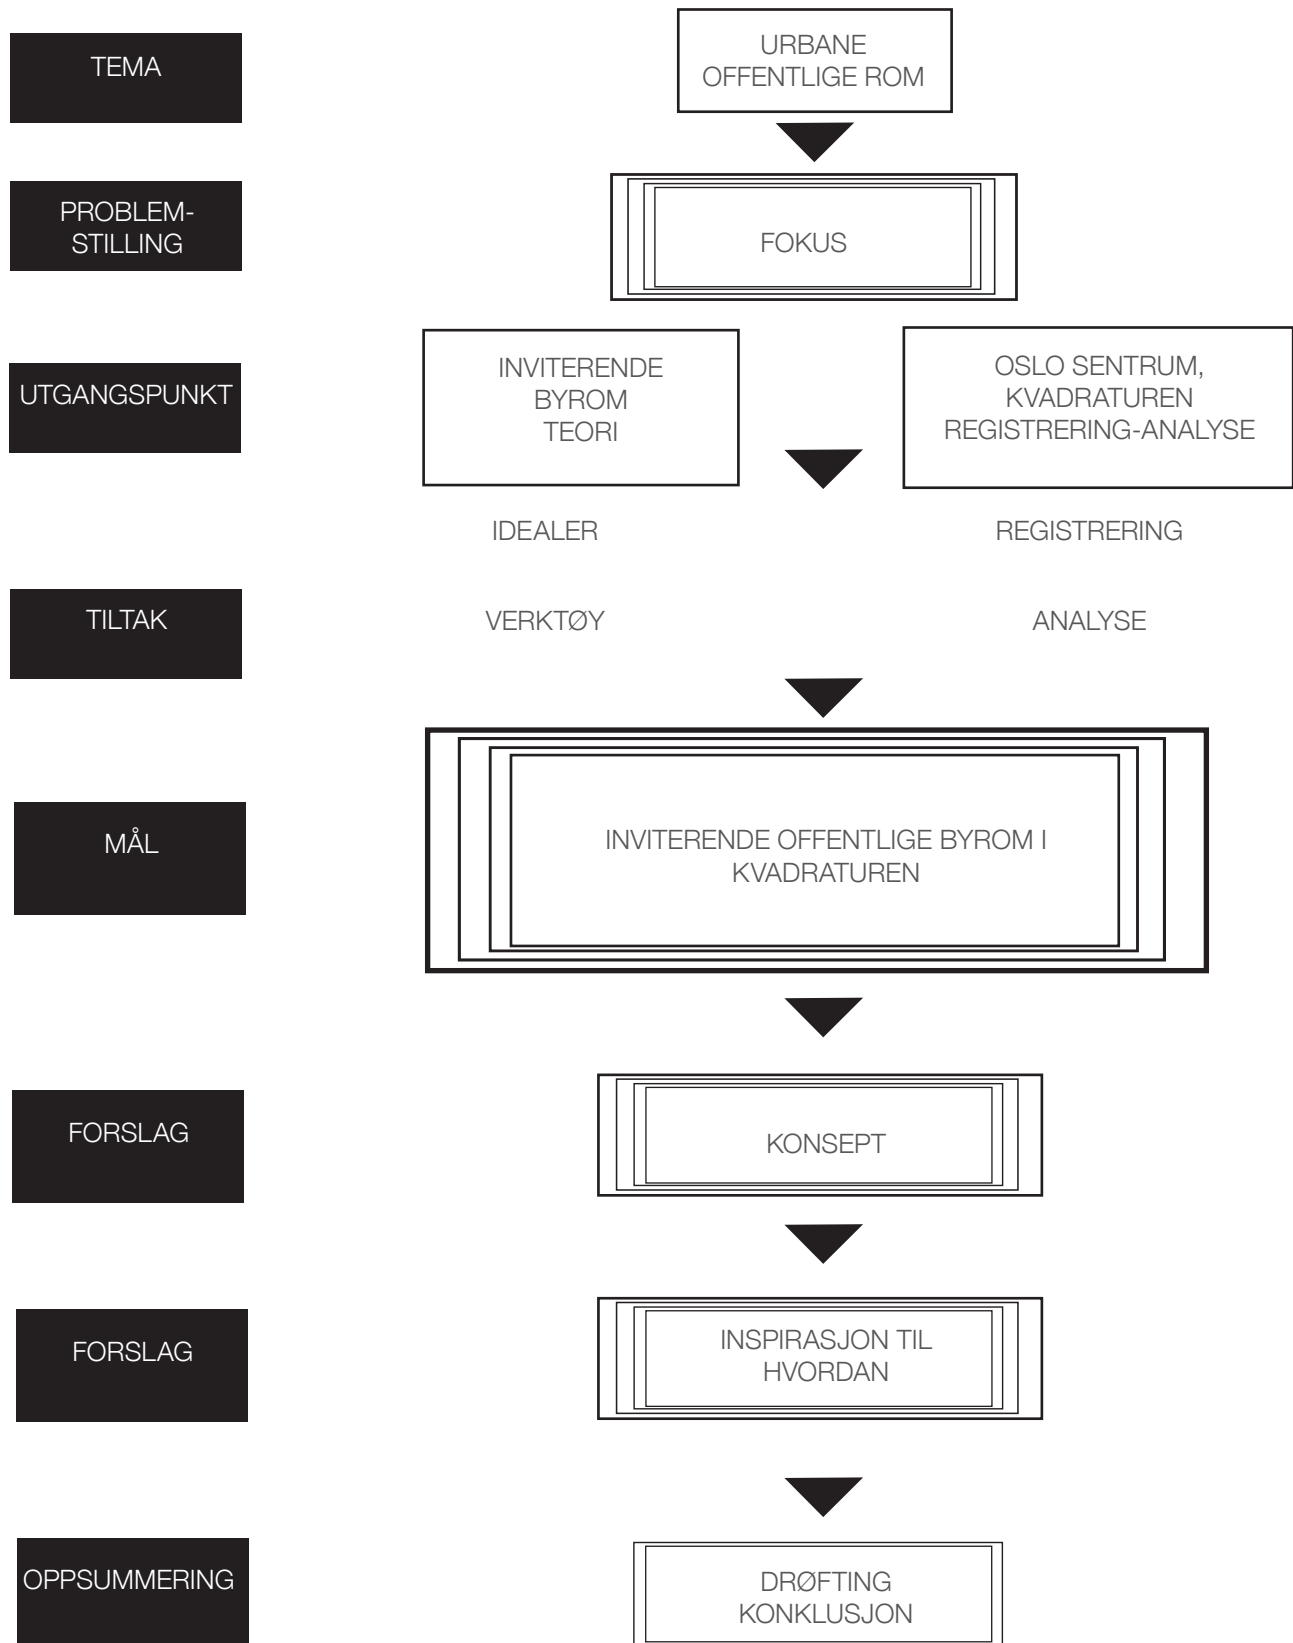 TEMA
URBANE
OFFENTLIGE ROM
PROBLEM-
STILLING
FOKUS
UTGANGSPUNKT
INVITERENDE
BYROM
TEORI
OSLO SENTRUM,
KVADRATUREN
REGISTRERING-ANALYSE
IDEALER
REGISTRERING
TILTAK
VERKTØY
ANALYSE
MÅL
INVITERENDE OFFENTLIGE BYROM I
KVADRATUREN
FORSLAG
KONSEPT
FORSLAG
INSPIRASJON TIL
HVORDAN
OPPSUMMERING
DRØFTING
KONKLUSJON